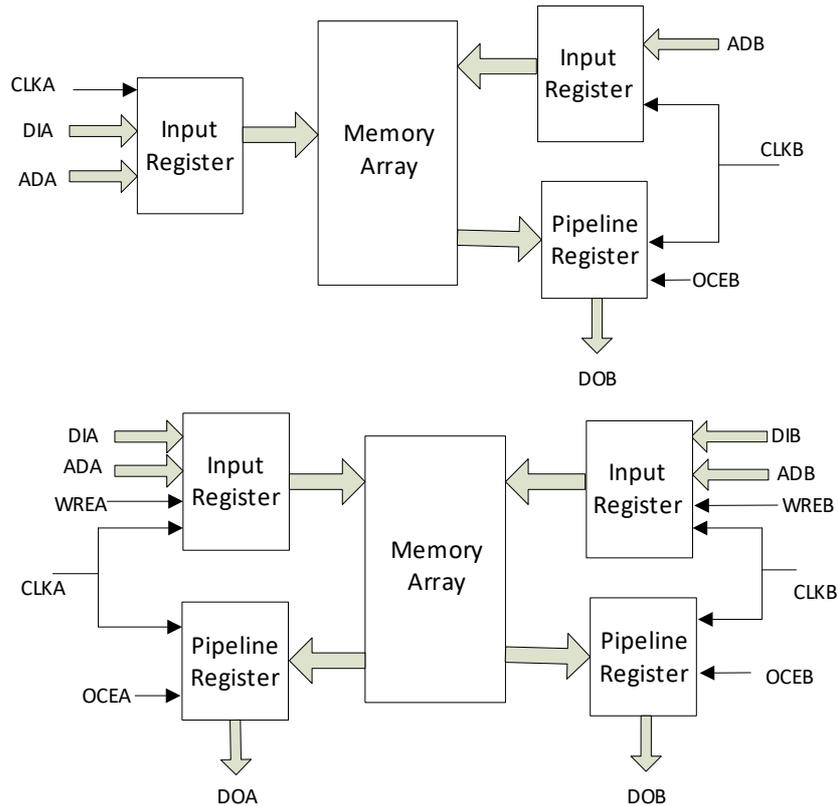 ADB
Input
Register
CLKA
DIA
ADA
Input
Register
Memory
Array
CLKB
Pipeline
Register
OCEB
DOB
DIA
ADA
WREA
Input
Register
DIB
ADB
WREB
Input
Register
Memory
Array
CLKA
CLKB
Pipeline
Register
OCEA
Pipeline
Register
OCEB
DOA
DOB